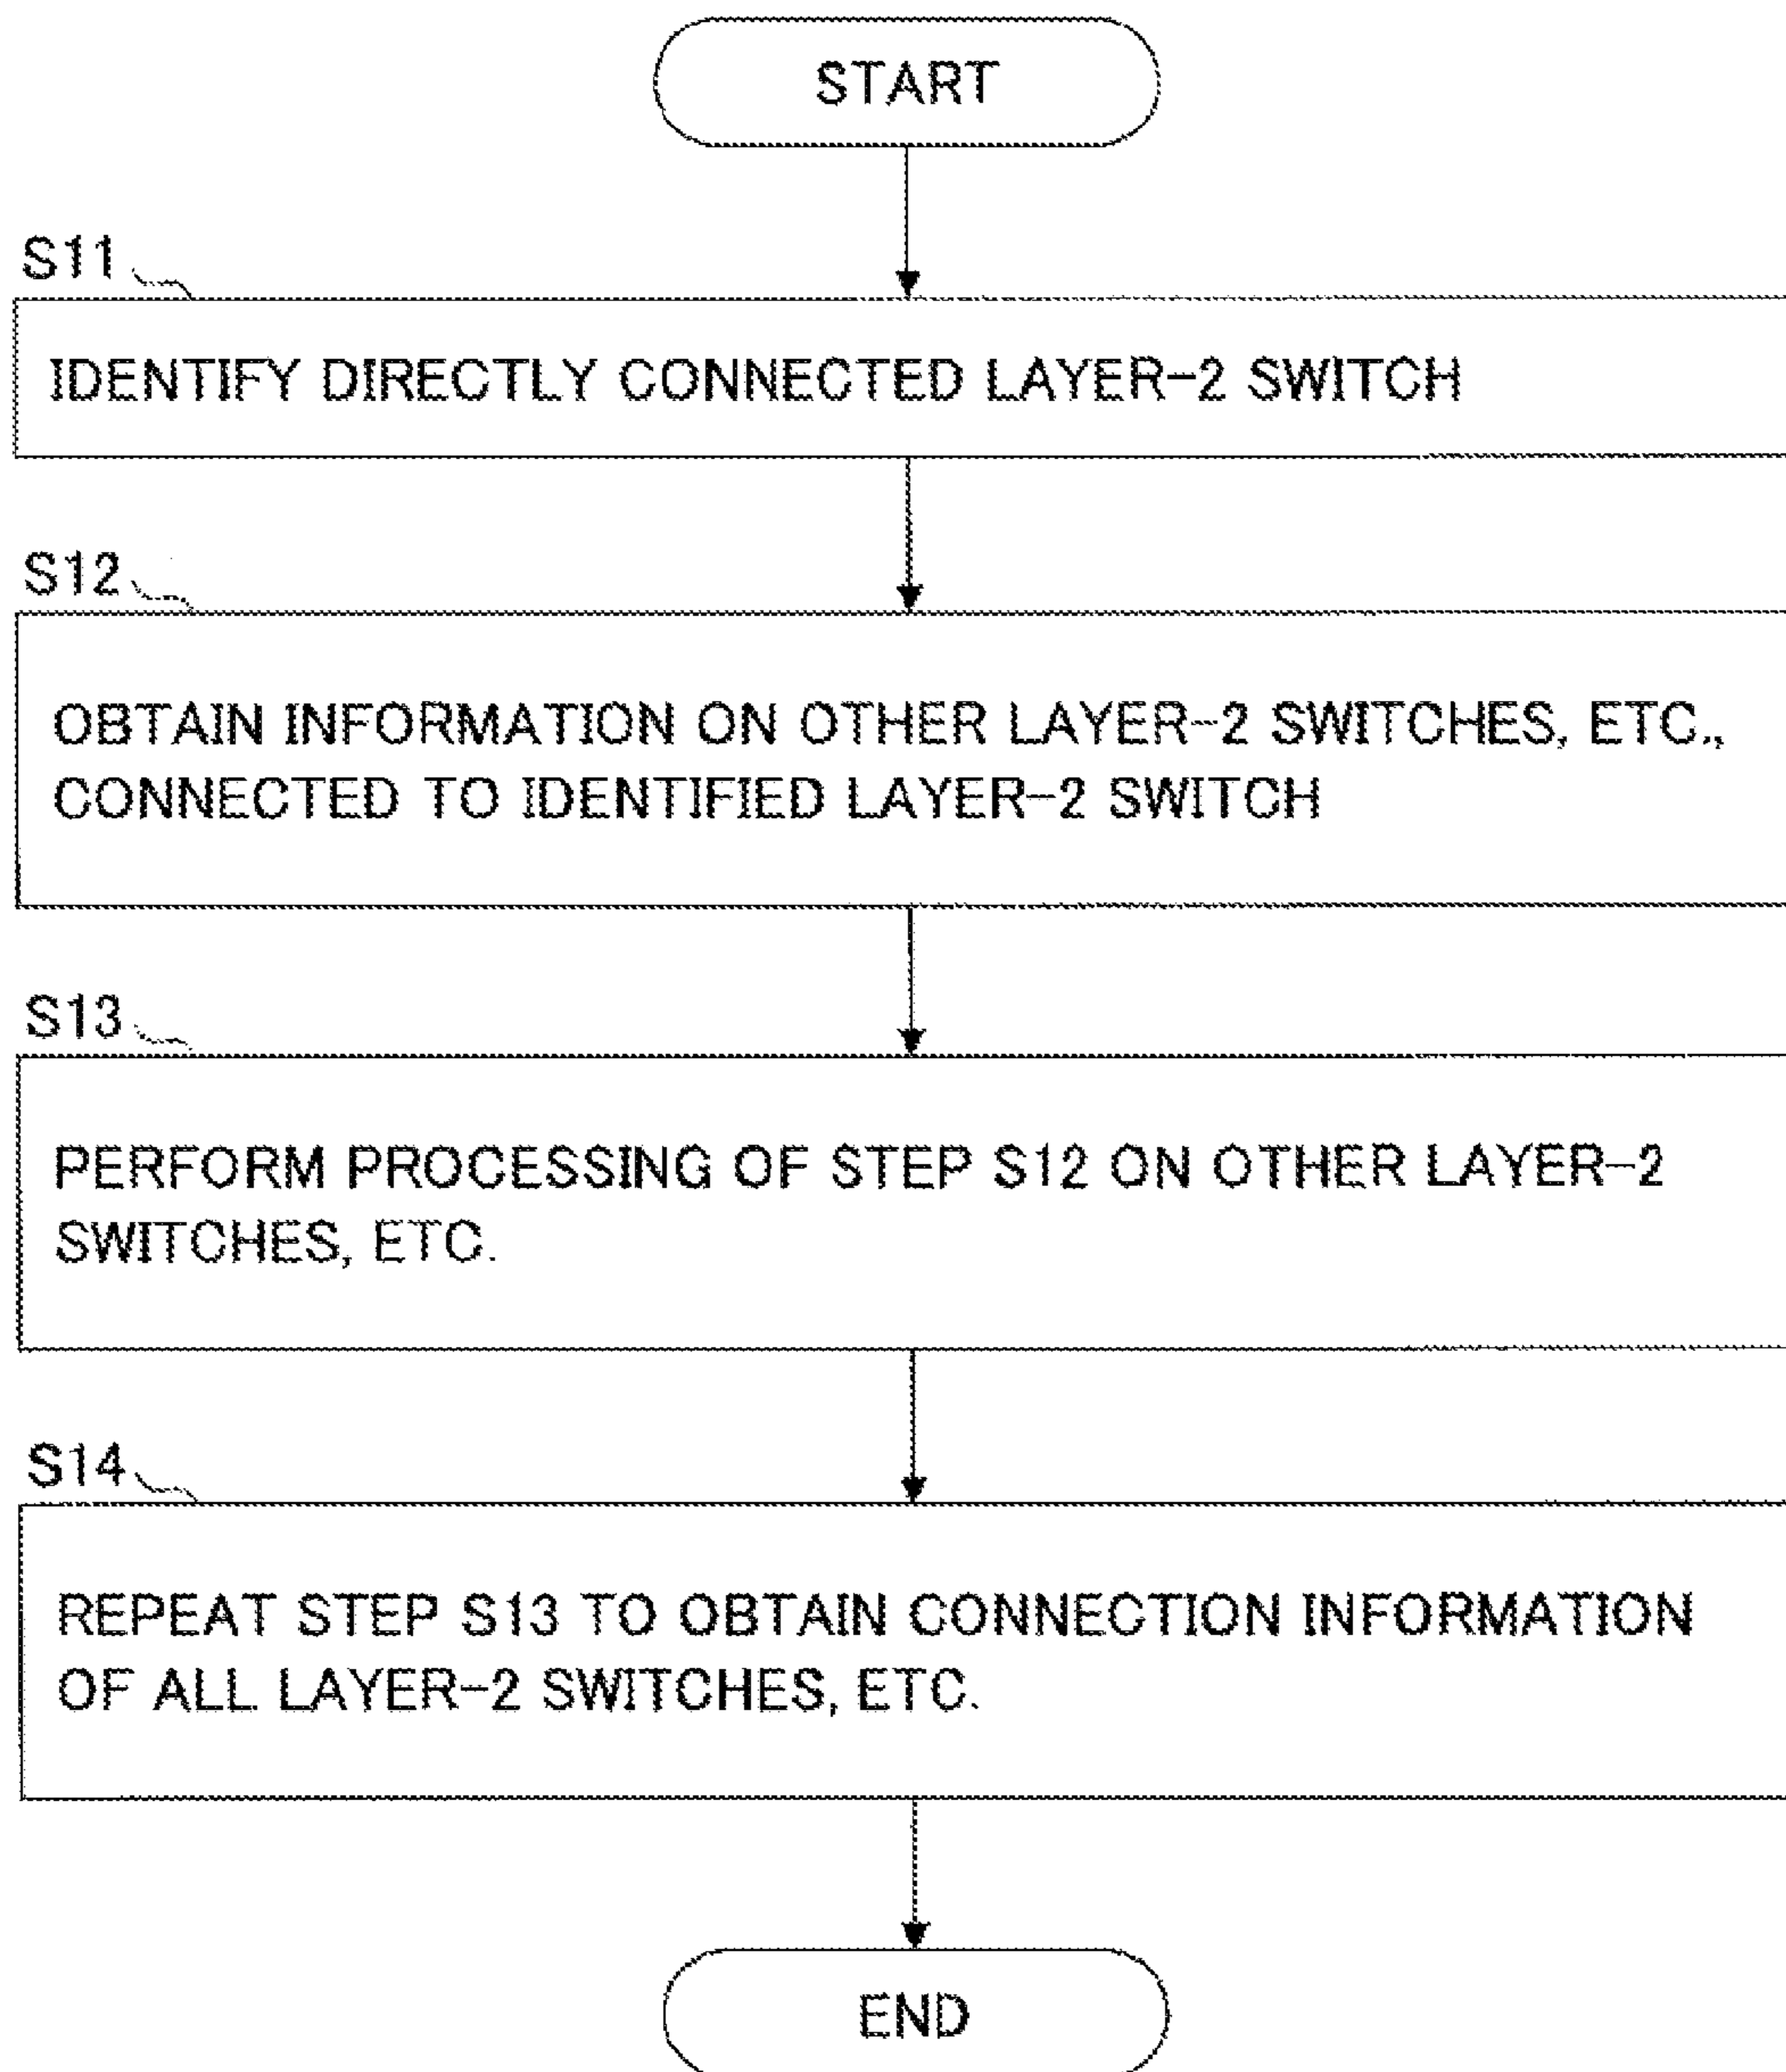 START
S11
IDENTIFY DIRECTLY CONNECTED LAYER-2 SWITCH
S12
OBTAIN INFORMATION ON OTHER LAYER-2 SWITCHES, ETC.,
CONNECTED TO IDENTIFIED LAYER-2 SWITCH
S13
PERFORM PROCESSING OF STEP S12 ON OTHER LAYER-2
SWITCHES, ETC.
S14
REPEAT STEP S13 TO OBTAIN CONNECTION INFORMATION
OF ALL LAYER-2 SWITCHES, ETC.
END